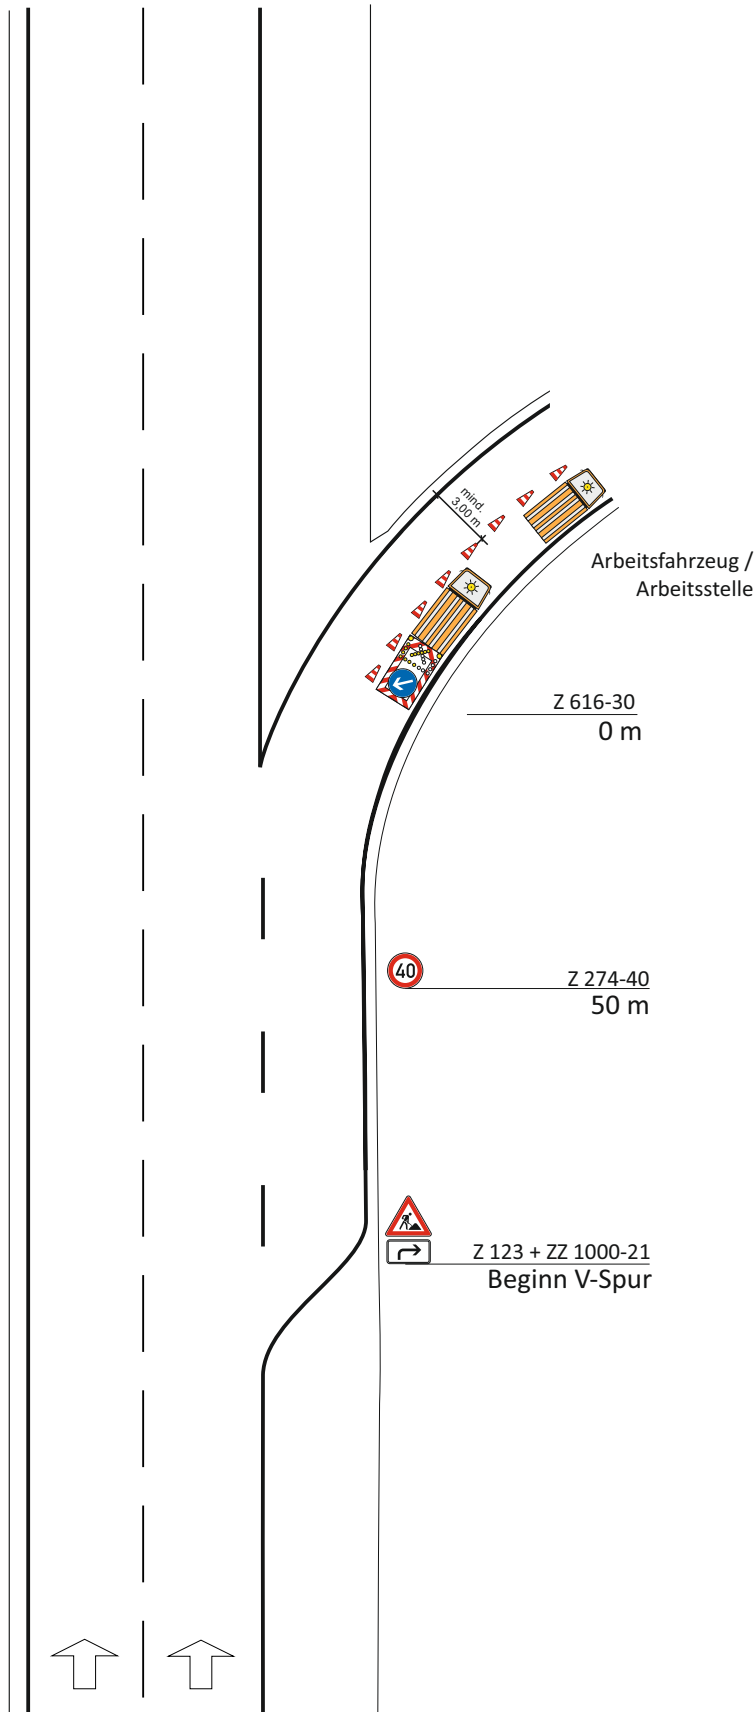 mind.
3,00 m
Arbeitsfahrzeug /
Arbeitsstelle
Z 616-30
0 m
40
Z 274-40
50 m
Z 123 + ZZ 1000-21
Beginn V-Spur